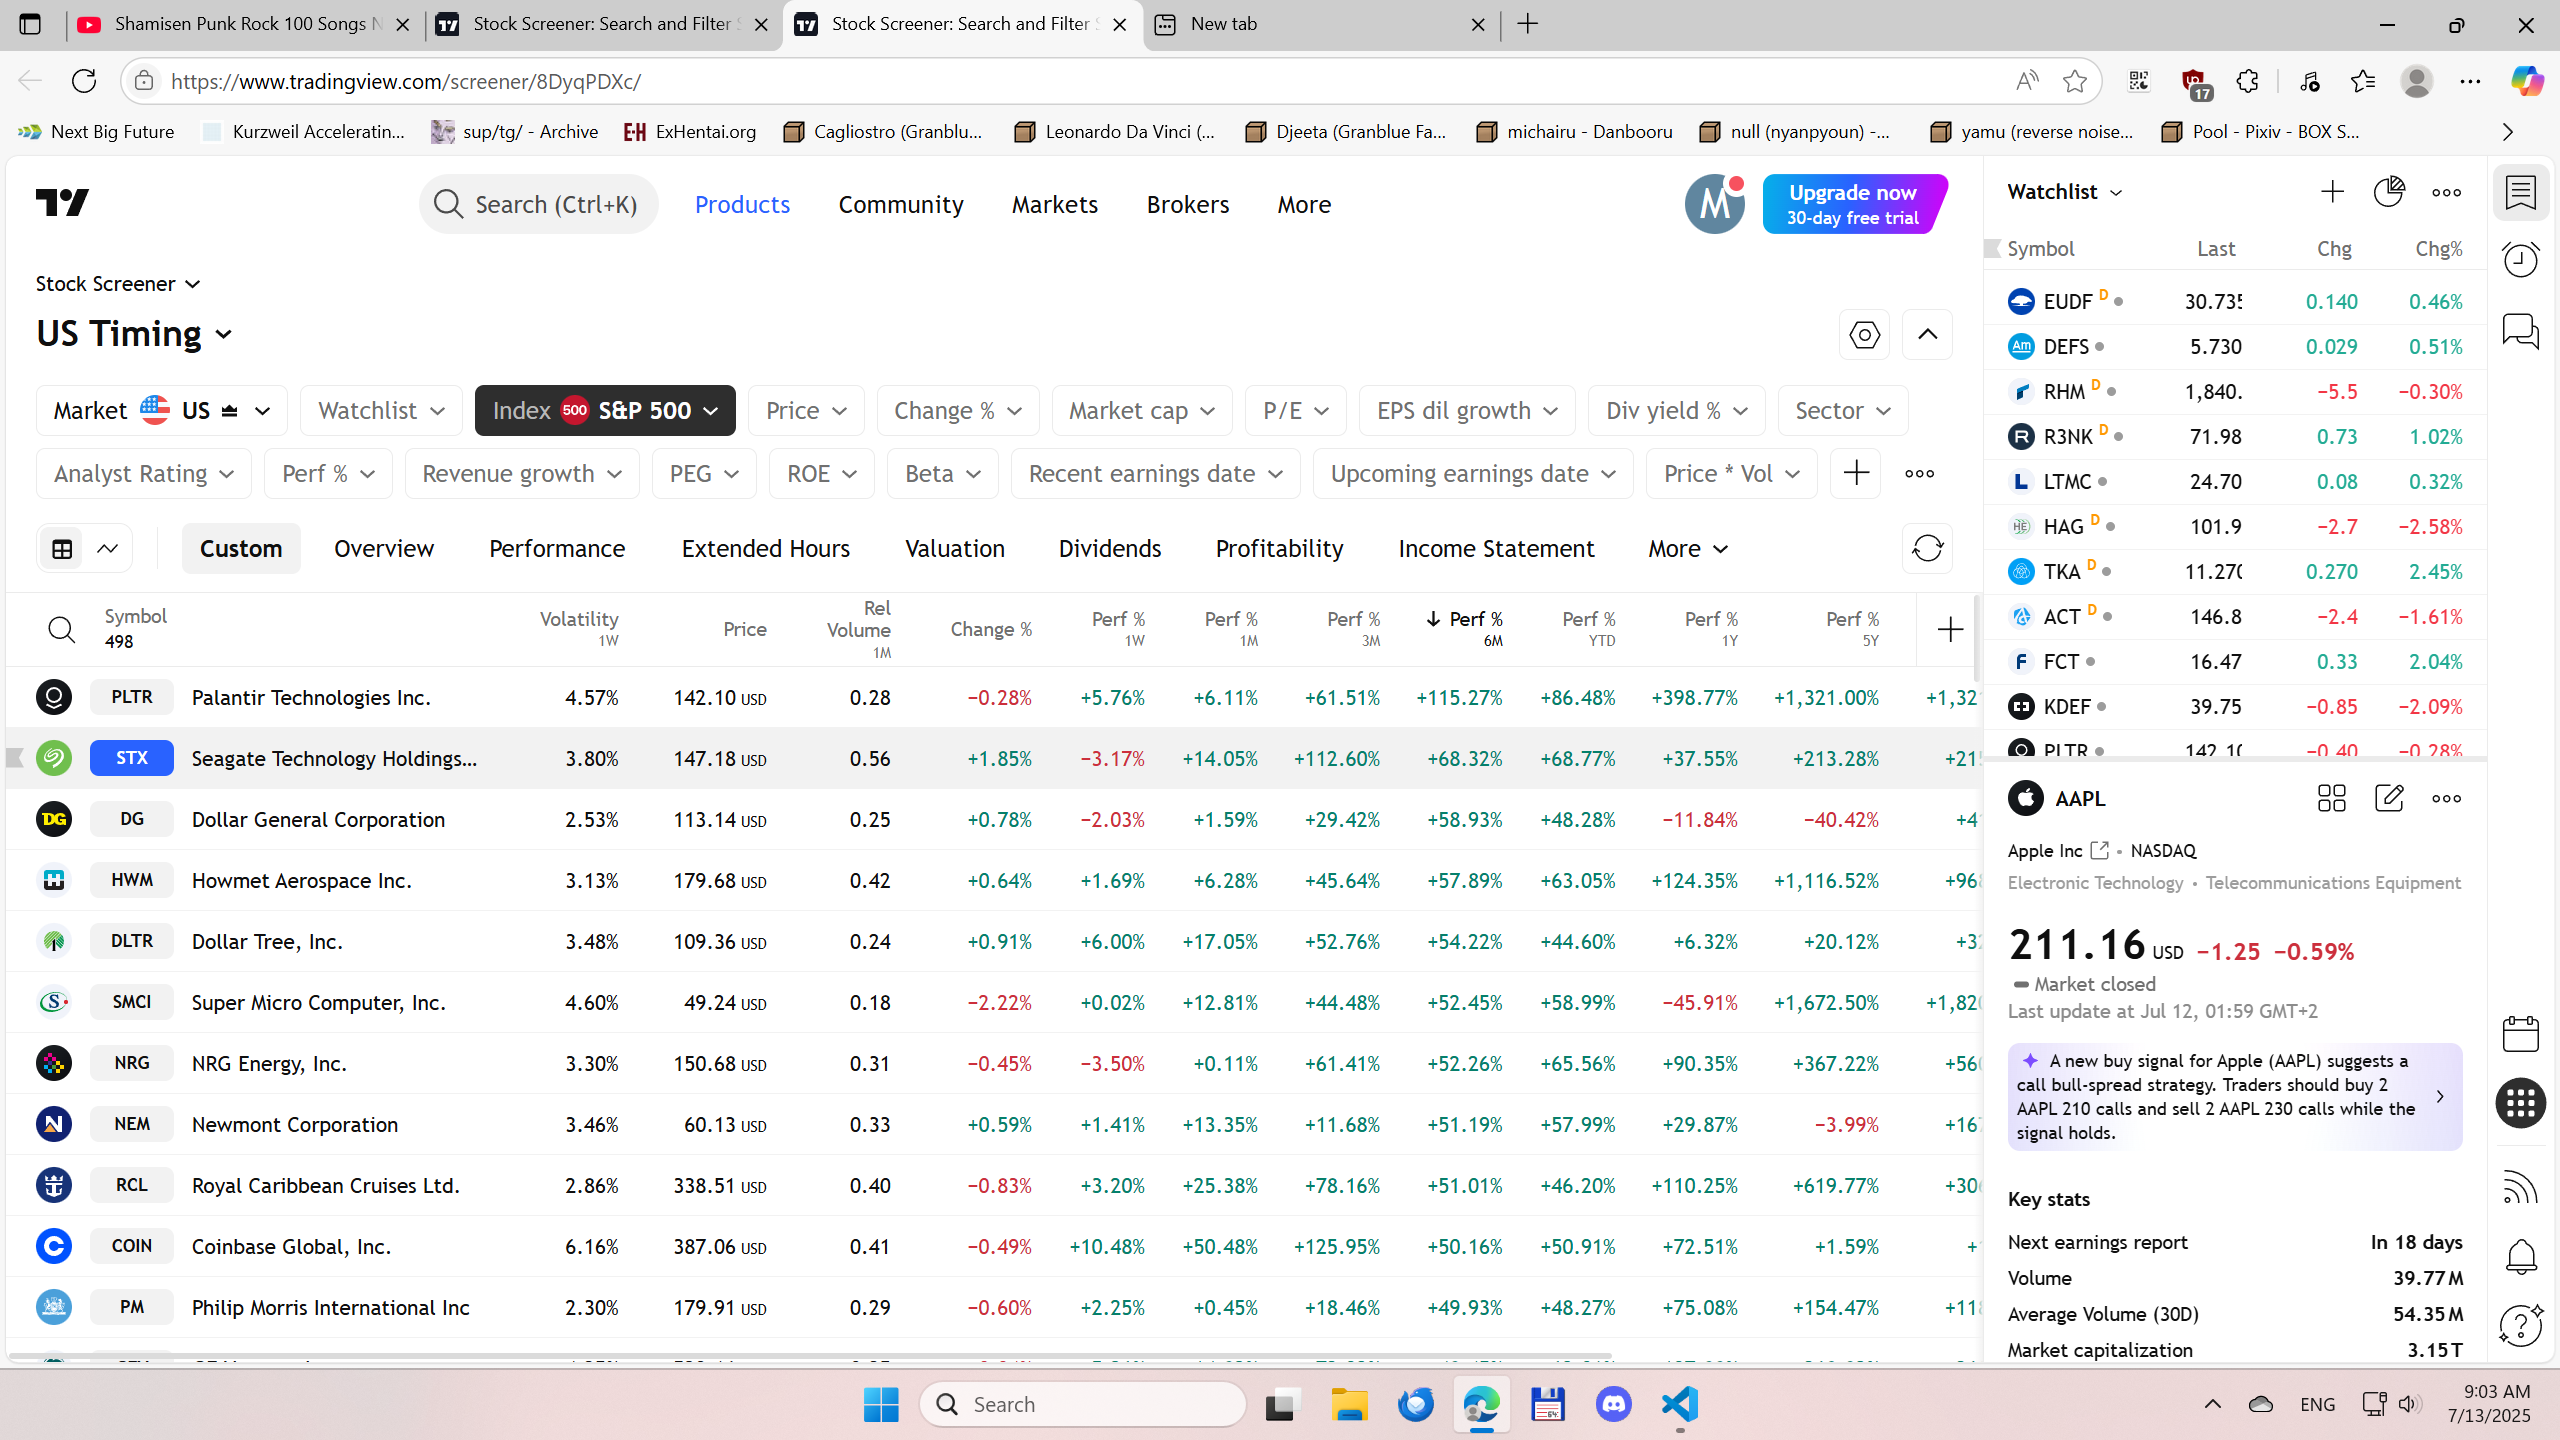 Shamisen Punk Rock 100 Songs N
Stock Screener: Search and Filter S
Stock Screener: Search and Filter S
New tab
https://www.tradingview.com/screener/8DyqPDXc/
17
Next Big Future
Kurzweil Acceleratin...
sup/tg/ - Archive
EH ExHentai.org
Cagliostro (Granblu...
Leonardo Da Vinci (...
Djeeta (Granblue Fa...
michairu - Danbooru
null (nyanpyoun) -...
yamu (reverse noise...
Pool - Pixiv - BOX S...
Search (Ctrl+K)
Products
Community
Markets
Brokers
More
M
Upgrade now
30-day free trial
Stock Screener
US Timing
Market US
Watchlist
Index 500 S&P 500
Price
Change %
Market cap
P/E
EPS dil growth
Div yield %
Sector
Analyst Rating
Perf %
Revenue growth
PEG
ROE
Beta
Recent earnings date
Upcoming earnings date
Price * Vol
Custom
Overview
Performance
Extended Hours
Valuation
Dividends
Profitability
Income Statement
More
Symbol 498
Volatility 1W
Price
Rel Volume 1M
Change %
Perf % 1W
Perf % 1M
Perf % 3M
Perf % 6M
Perf % YTD
Perf % 1Y
Perf % 5Y
PLTR Palantir Technologies Inc. 4.57% 142.10 USD 0.28 −0.28% +5.76% +6.11% +61.51% +115.27% +86.48% +398.77% +1,321.00% +1,321
STX Seagate Technology Holdings... 3.80% 147.18 USD 0.56 +1.85% −3.17% +14.05% +112.60% +68.32% +68.77% +37.55% +213.28% +215
DG DG Dollar General Corporation 2.53% 113.14 USD 0.25 +0.78% −2.03% +1.59% +29.42% +58.93% +48.28% −11.84% −40.42% +4
HWM Howmet Aerospace Inc. 3.13% 179.68 USD 0.42 +0.64% +1.69% +6.28% +45.64% +57.89% +63.05% +124.35% +1,116.52% +968
DLTR Dollar Tree, Inc. 3.48% 109.36 USD 0.24 +0.91% +6.00% +17.05% +52.76% +54.22% +44.60% +6.32% +20.12% +32
SMCI Super Micro Computer, Inc. 4.60% 49.24 USD 0.18 −2.22% +0.02% +12.81% +44.48% +52.45% +58.99% −45.91% +1,672.50% +1,820
NRG NRG Energy, Inc. 3.30% 150.68 USD 0.31 −0.45% −3.50% +0.11% +61.41% +52.26% +65.56% +90.35% +367.22% +560
NEM Newmont Corporation 3.46% 60.13 USD 0.33 +0.59% +1.41% +13.35% +11.68% +51.19% +57.99% +29.87% −3.99% +167
RCL Royal Caribbean Cruises Ltd. 2.86% 338.51 USD 0.40 −0.83% +3.20% +25.38% +78.16% +51.01% +46.20% +110.25% +619.77% +306
COIN Coinbase Global, Inc. 6.16% 387.06 USD 0.41 −0.49% +10.48% +50.48% +125.95% +50.16% +50.91% +72.51% +1.59%
PM Philip Morris International Inc 2.30% 179.91 USD 0.29 −0.60% +2.25% +0.45% +18.46% +49.93% +48.27% +75.08% +154.47% +118
Watchlist
Symbol Last Chg Chg%
EUDF D 30.735 0.140 0.46%
Am DEFS 5.730 0.029 0.51%
RHM D 1,840. −5.5 −0.30%
R3NK D 71.98 0.73 1.02%
LTMC 24.70 0.08 0.32%
HAG D 101.9 −2.7 −2.58%
TKA D 11.270 0.270 2.45%
ACT D 146.8 −2.4 −1.61%
FCT 16.47 0.33 2.04%
KDEF 39.75 −0.85 −2.09%
PLTR 142.10 −0.40 −0.28%
AAPL
Apple Inc • NASDAQ
Electronic Technology • Telecommunications Equipment
211.16 USD −1.25 −0.59%
Market closed
Last update at Jul 12, 01:59 GMT+2
A new buy signal for Apple (AAPL) suggests a
call bull-spread strategy. Traders should buy 2
AAPL 210 calls and sell 2 AAPL 230 calls while the
signal holds.
Key stats
Next earnings report In 18 days
Volume 39.77 M
Average Volume (30D) 54.35 M
Market capitalization 3.15 T
Search
64
ENG
9:03 AM
7/13/2025